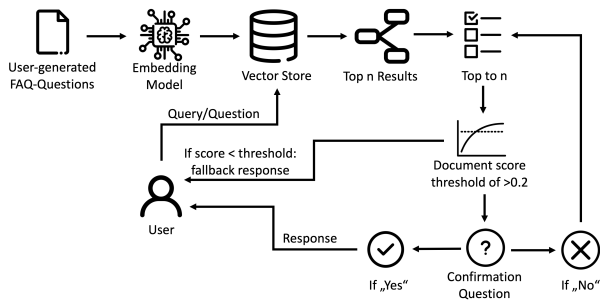 User-generated
FAQ-Questions
Embedding
Model
Vector Store
Top n Results
Top to n
Query/Question
If score < threshold:
fallback response
Document score
threshold of >0.2
User
Response
?
If „Yes“
Confirmation
Question
If „No“